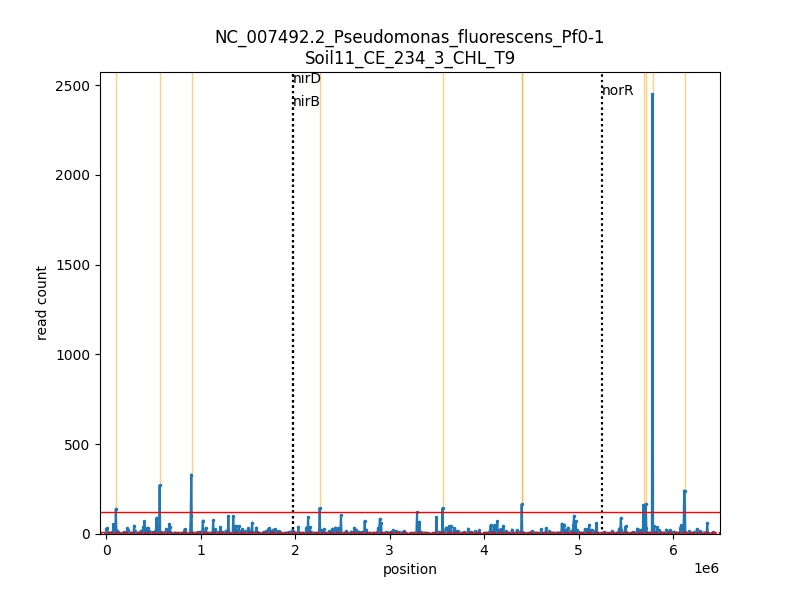 NC_007492.2_Pseudomonas_fluorescens_Pf0-1
Soil11_CE_234_3_CHL_T9
nirD
nirB
norR
2500
2000
1500
1000
500
0
read count
0 1 2 3 4 5 6
1e6
position